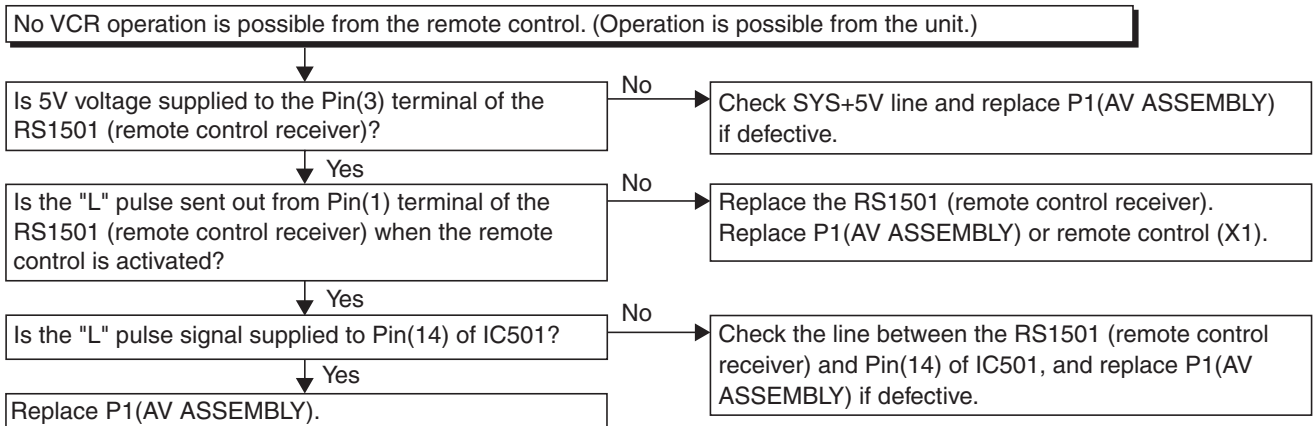 No VCR operation is possible from the remote control. (Operation is possible from the unit.)
Is 5V voltage supplied to the Pin(3) terminal of the
RS1501 (remote control receiver)?
No
Check SYS+5V line and replace P1(AV ASSEMBLY)
if defective.
Yes
Is the "L" pulse sent out from Pin(1) terminal of the
RS1501 (remote control receiver) when the remote
control is activated?
No
Replace the RS1501 (remote control receiver).
Replace P1(AV ASSEMBLY) or remote control (X1).
Yes
Is the "L" pulse signal supplied to Pin(14) of IC501?
No
Check the line between the RS1501 (remote control
receiver) and Pin(14) of IC501, and replace P1(AV
ASSEMBLY) if defective.
Yes
Replace P1(AV ASSEMBLY).